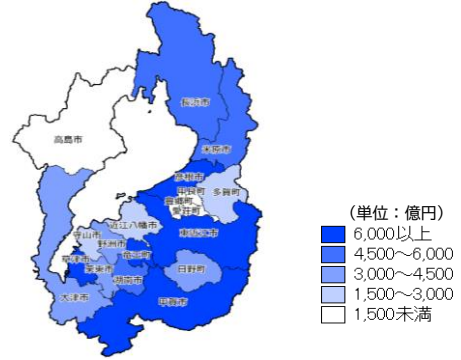 長浜市
高島市
米原市
彦根市
多賀町
甲良町
豊郷町
愛荘町
近江八幡市
東近江市
守山市
野洲市
草津市
竜王町
栗東市
日野町
湖南市
大津市
甲賀市
(単位：億円)
6,000以上
4,500～6,000
3,000～4,500
1,500～3,000
1,500未満